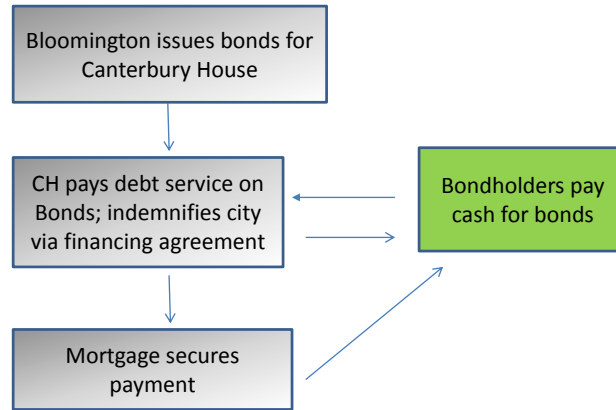 Bloomington issues bonds for
Canterbury House
CH pays debt service on
Bonds; indemnifies city
via financing agreement
Bondholders pay
cash for bonds
Mortgage secures
payment